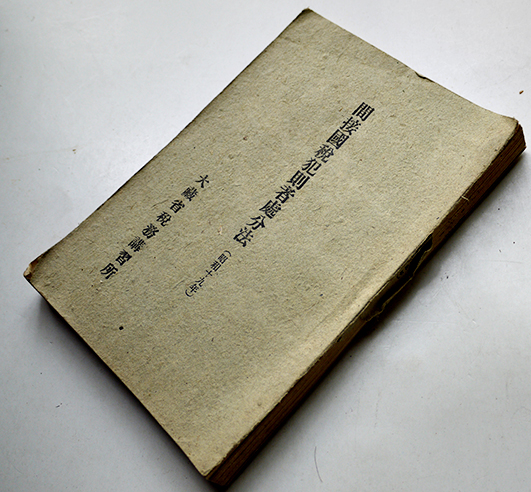 間接國稅犯則者處分法
(昭和十九年)
大藏省稅務講習所